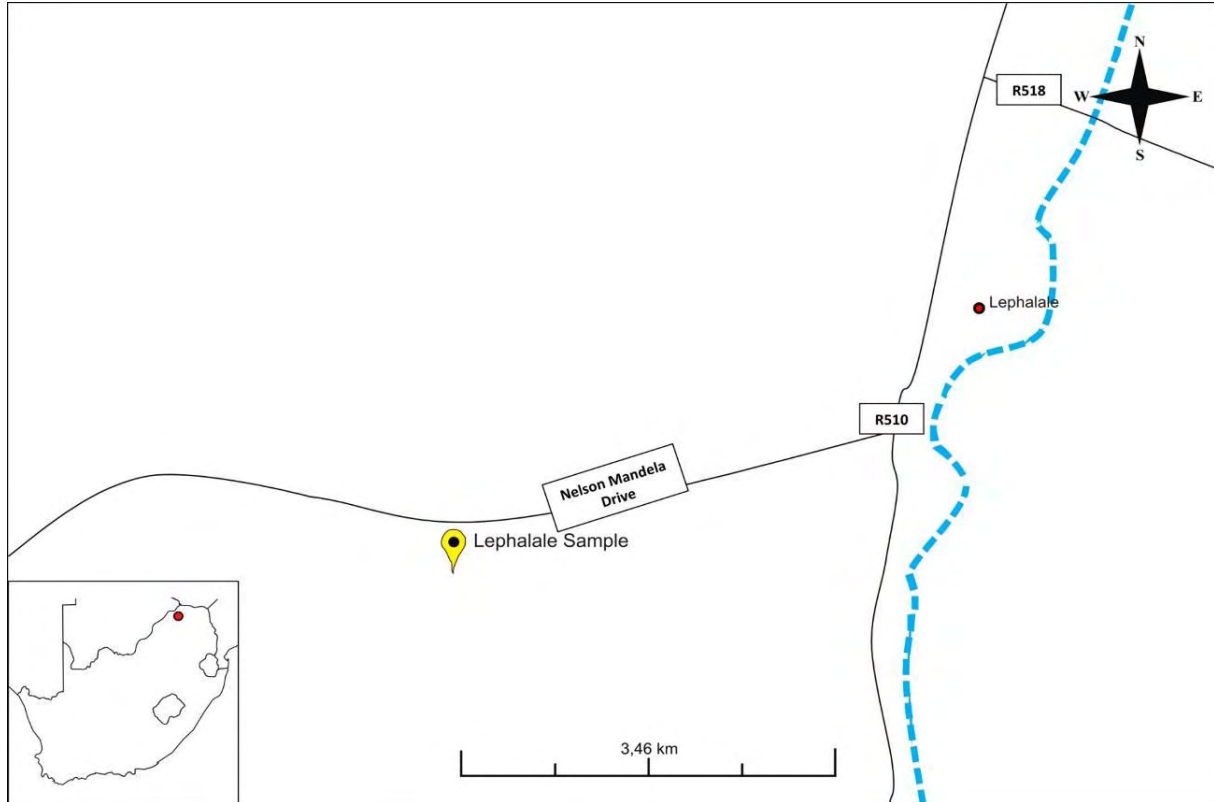 N
R518
W
E
S
Lephalale
R510
Nelson Mandela
Drive
Lephalale Sample
3,46 km